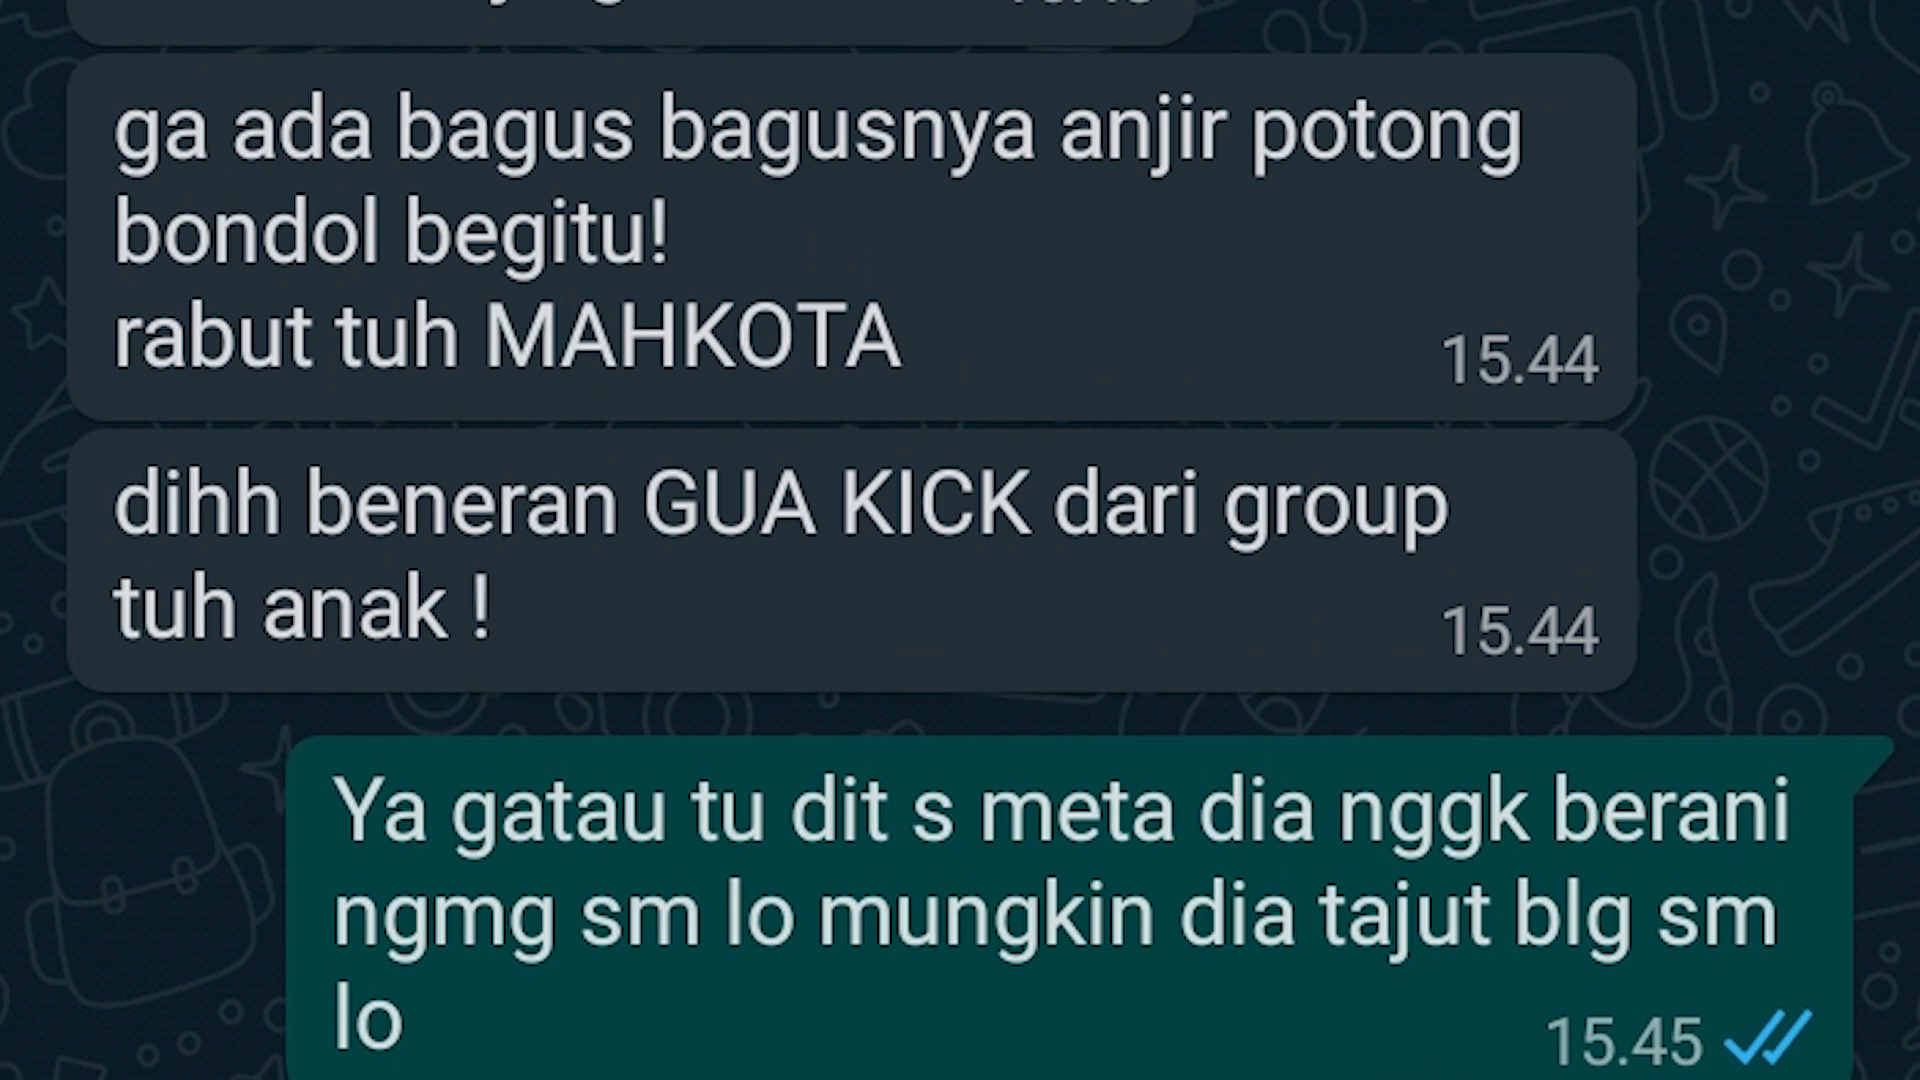 ga ada bagus bagusnya anjir potong
bondol begitu!
rabut tuh MAHKOTA
15.44
dihh beneran GUA KICK dari group
tuh anak !
15.44
Ya gatau tu dit s meta dia nggk berani
ngmg sm lo mungkin dia tajut blg sm
lo
15.45